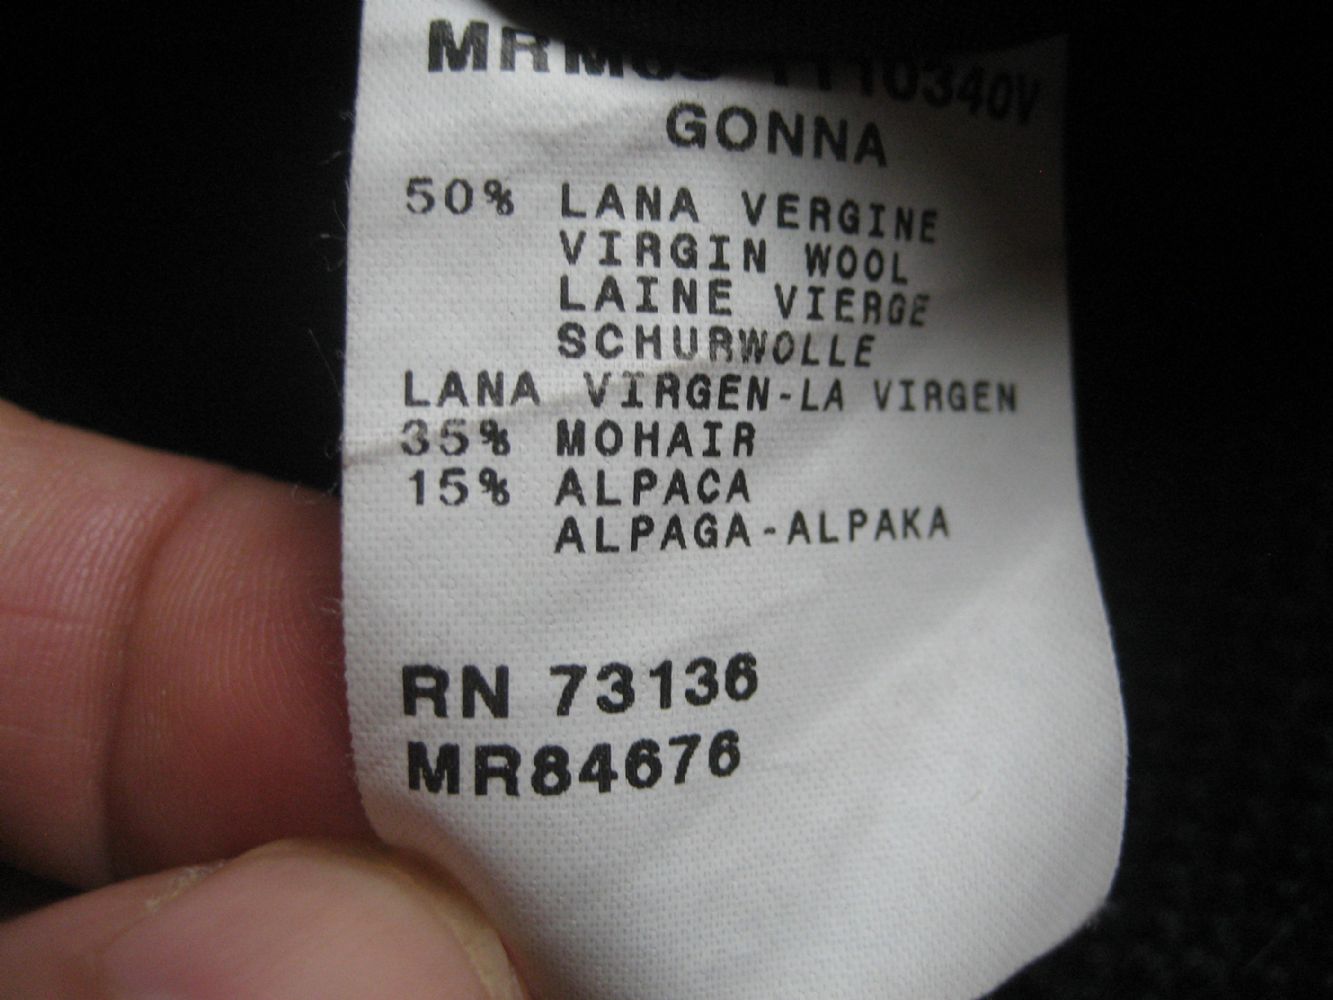 GONNA
50% LANA VERGINE
VIRGIN WOOL
LAINE VIERGE
SCHURWOLLE
LANA VIRGEN-LA VIRGEN
35% MOHAIR
15% ALPACA
ALPAGA-ALPAKA
RN 73136
MR84676